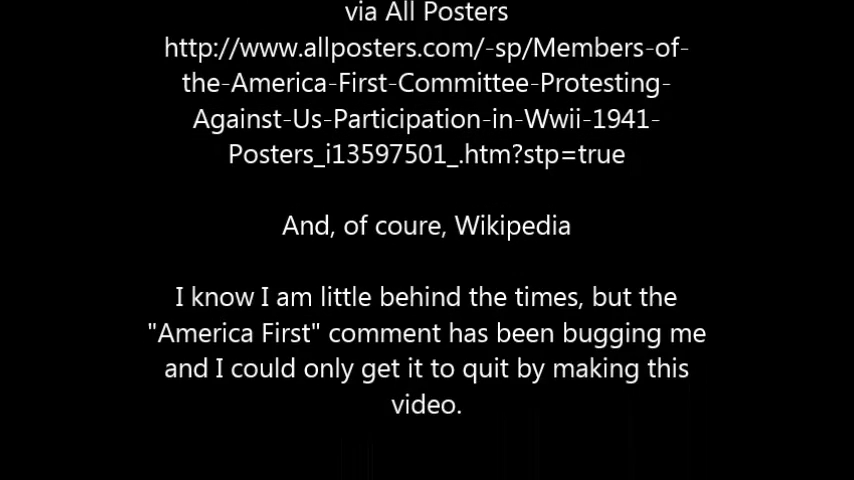 via All Posters
http://www.allposters.com/-sp/Members-of-
the-America-First-Committee-Protesting-
Against-Us-Participation-in-Wwii-1941-
Posters_i13597501_.htm?stp=true
And, of coure, Wikipedia
I know I am little behind the times, but the
"America First" comment has been bugging me
and I could only get it to quit by making this
video.